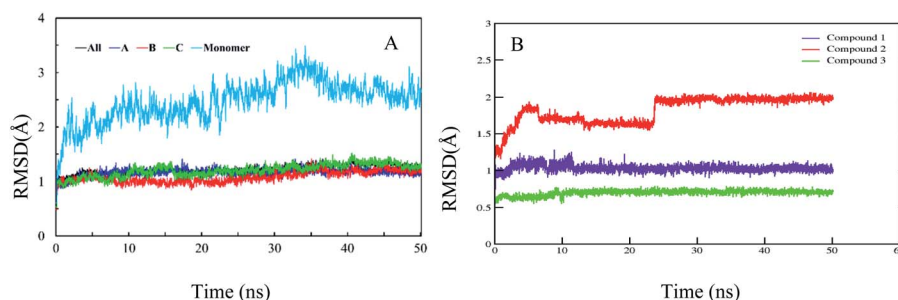 All A B C Monomer
A
RMSD(Å)
4
3
2
1
0
0 10 20 30 40 50
Time (ns)
B
Compound 1
Compound 2
Compound 3
RMSD(Å)
3
2.5
2
1.5
1
0.5
0
0 10 20 30 40 50 6
Time (ns)